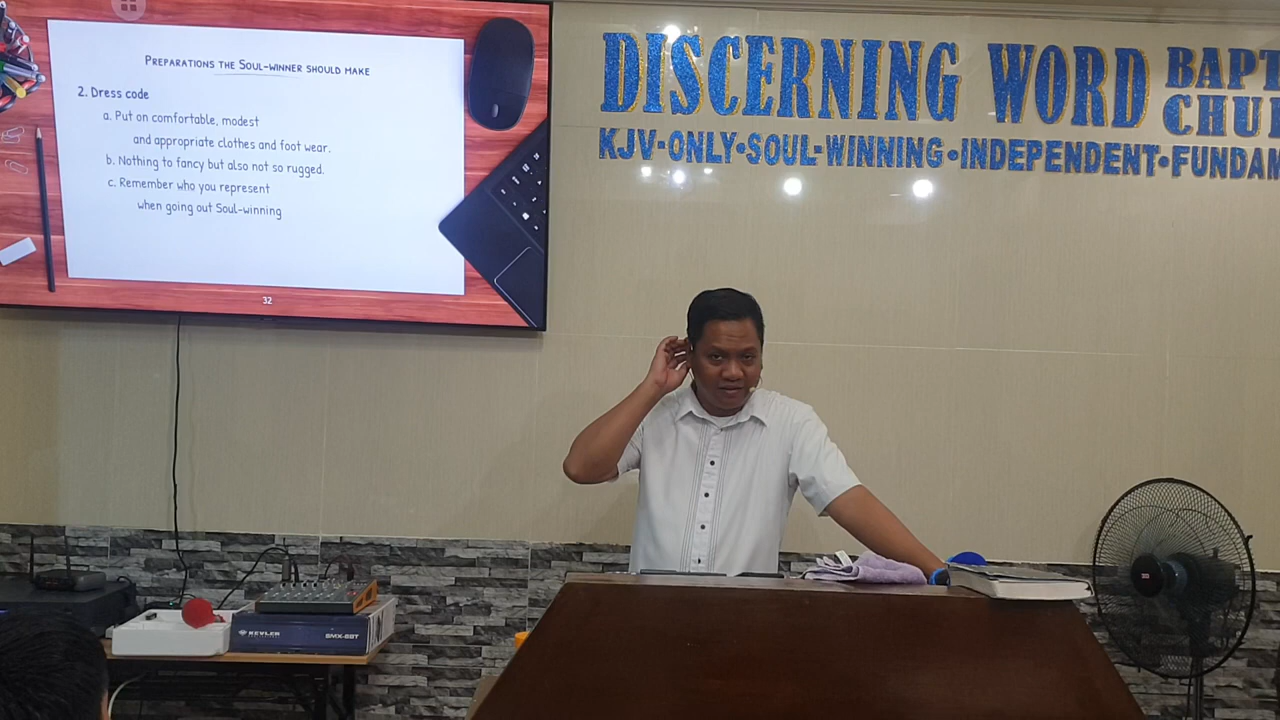 PREPARATIONS THE SOUL-WINNER SHOULD MAKE
2. Dress code
a. Put on comfortable, modest
and appropriate clothes and foot wear.
b. Nothing to fancy but also not so rugged.
c. Remember who you represent
when going out Soul-winning
32
DISCERNING WORD BAPT
CHU
KJV-ONLY•SOUL-WINNING•INDEPENDENT•FUNDAM
KEVLER
SMX-8BT